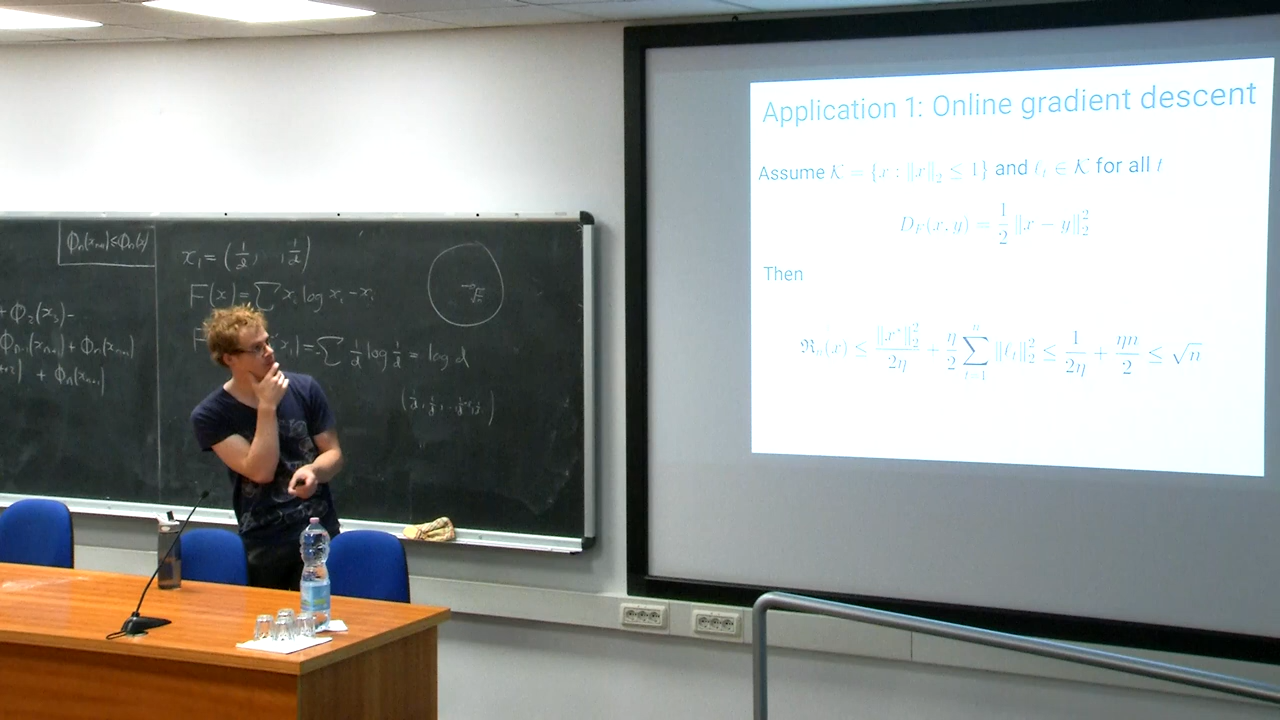 Φₙ(xₙ₊₁) ≤ Φₙ(y)
+ Φ₂(x₃) - ...
Φₙ₋₁(xₙ₊₁) + Φₙ(xₙ₊₁)
+ Φₙ(xₙ₊₁)
x₁ = (1/d, ..., 1/d)
F(x) = ∑ xᵢ log xᵢ - xᵢ
x₁) = -∑ 1/d log 1/d = log d
Application 1: Online gradient descent
Assume K = {x : ‖x‖₂ ≤ 1} and ℓₜ ∈ K for all t
D_F(x, y) = 1/2 ‖x − y‖₂²
Then
ℜₙ(x) ≤ ‖x*‖₂²/2η + η/2 ∑ₜ₌₁ⁿ ‖ℓₜ‖₂² ≤ 1/2η + ηn/2 ≤ √n